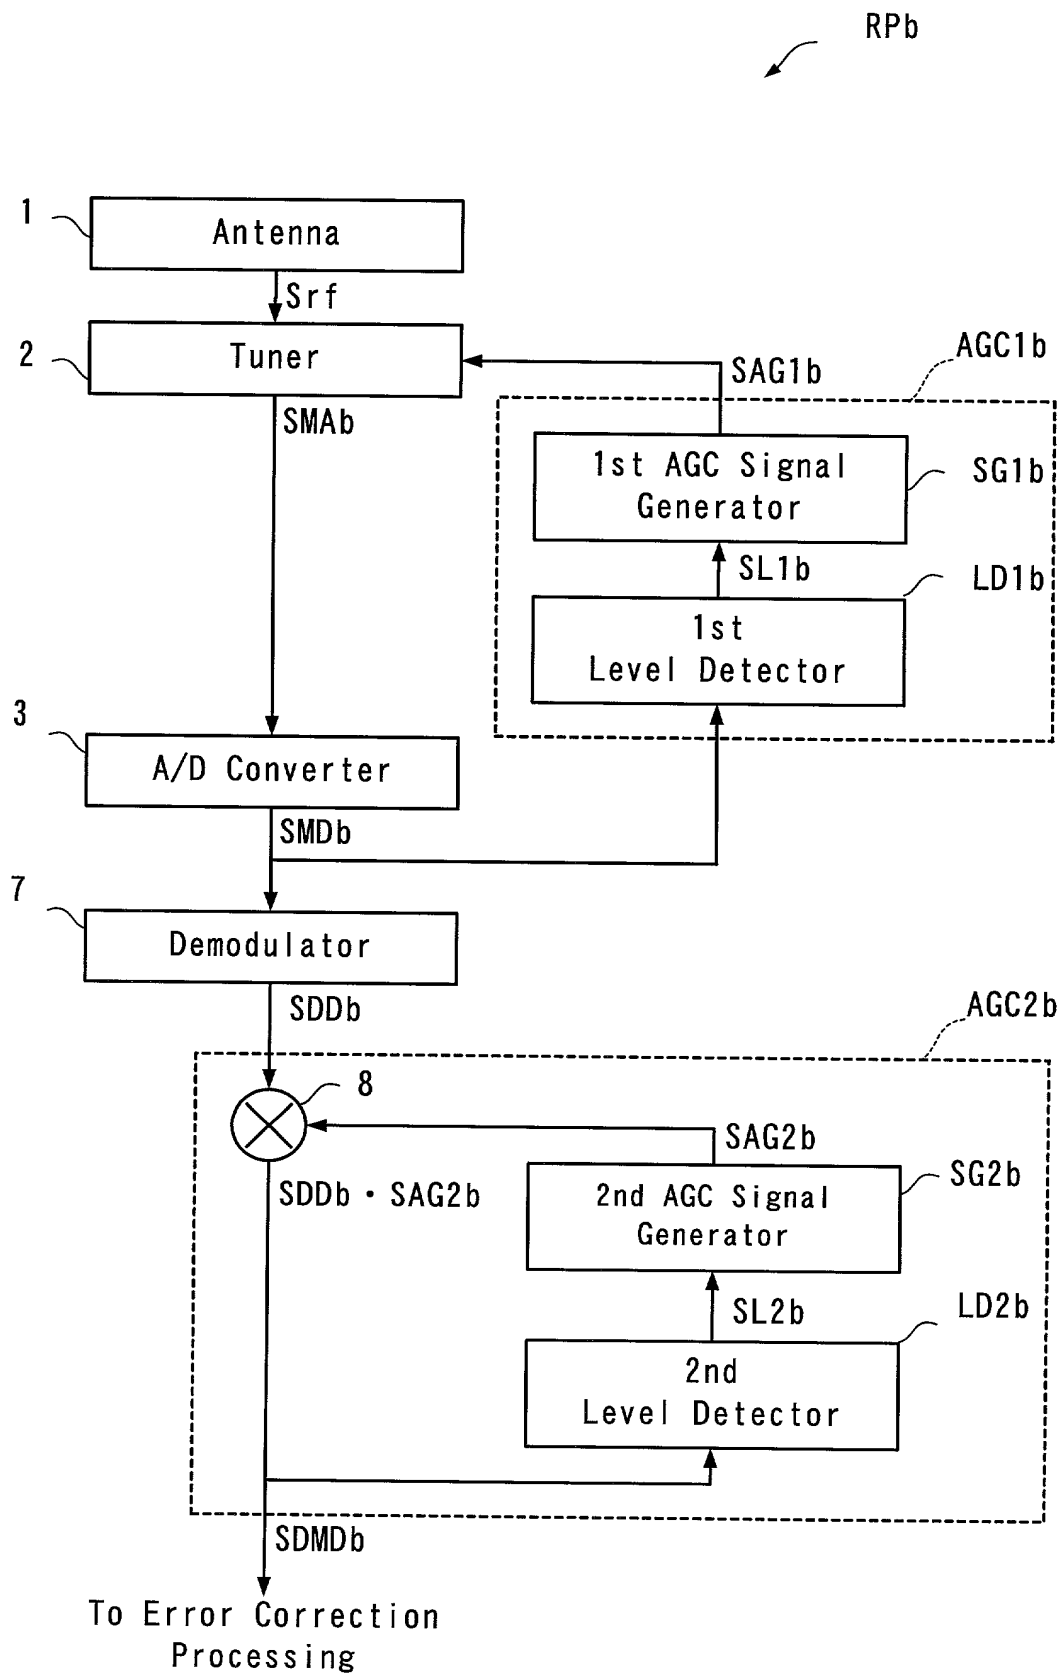 RPb
1
Antenna
Srf
2
Tuner
SMAb
SAG1b
AGC1b
1st AGC Signal
Generator
SG1b
SL1b
LD1b
1st
Level Detector
3
A/D Converter
SMDb
7
Demodulator
SDDb
AGC2b
8
SAG2b
SDDb・SAG2b
2nd AGC Signal
Generator
SG2b
SL2b
LD2b
2nd
Level Detector
SDMDb
To Error Correction
Processing